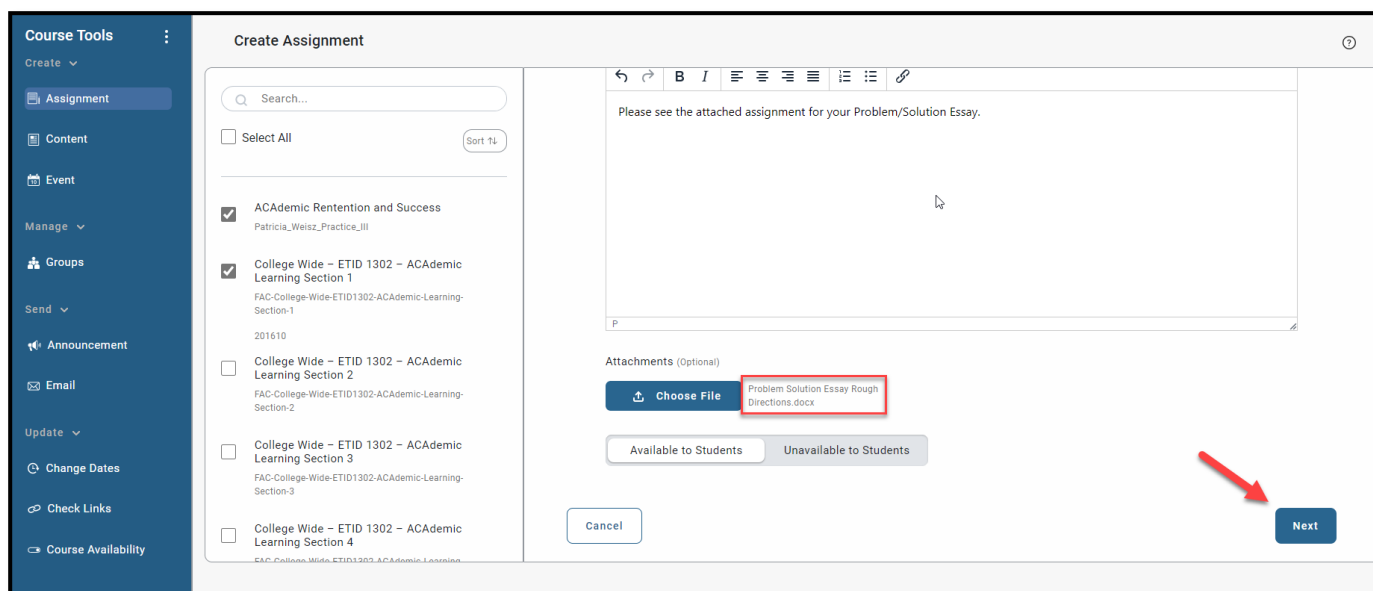 Course Tools
Create
Assignment
Content
Event
Manage
Groups
Send
Announcement
Email
Update
Change Dates
Check Links
Course Availability
Create Assignment
Search...
Select All
Sort
ACAdemic Rentention and Success
Patricia_Weisz_Practice_III
College Wide – ETID 1302 – ACAdemic
Learning Section 1
FAC-College-Wide-ETID1302-ACAdemic-Learning-
Section-1
201610
College Wide – ETID 1302 – ACAdemic
Learning Section 2
FAC-College-Wide-ETID1302-ACAdemic-Learning-
Section-2
College Wide – ETID 1302 – ACAdemic
Learning Section 3
FAC-College-Wide-ETID1302-ACAdemic-Learning-
Section-3
College Wide – ETID 1302 – ACAdemic
Learning Section 4
FAC-College-Wide-ETID1302-ACAdemic-Learning-
B I
Please see the attached assignment for your Problem/Solution Essay.
P
Attachments (Optional)
Choose File
Problem Solution Essay Rough
Directions.docx
Available to Students
Unavailable to Students
Cancel
Next